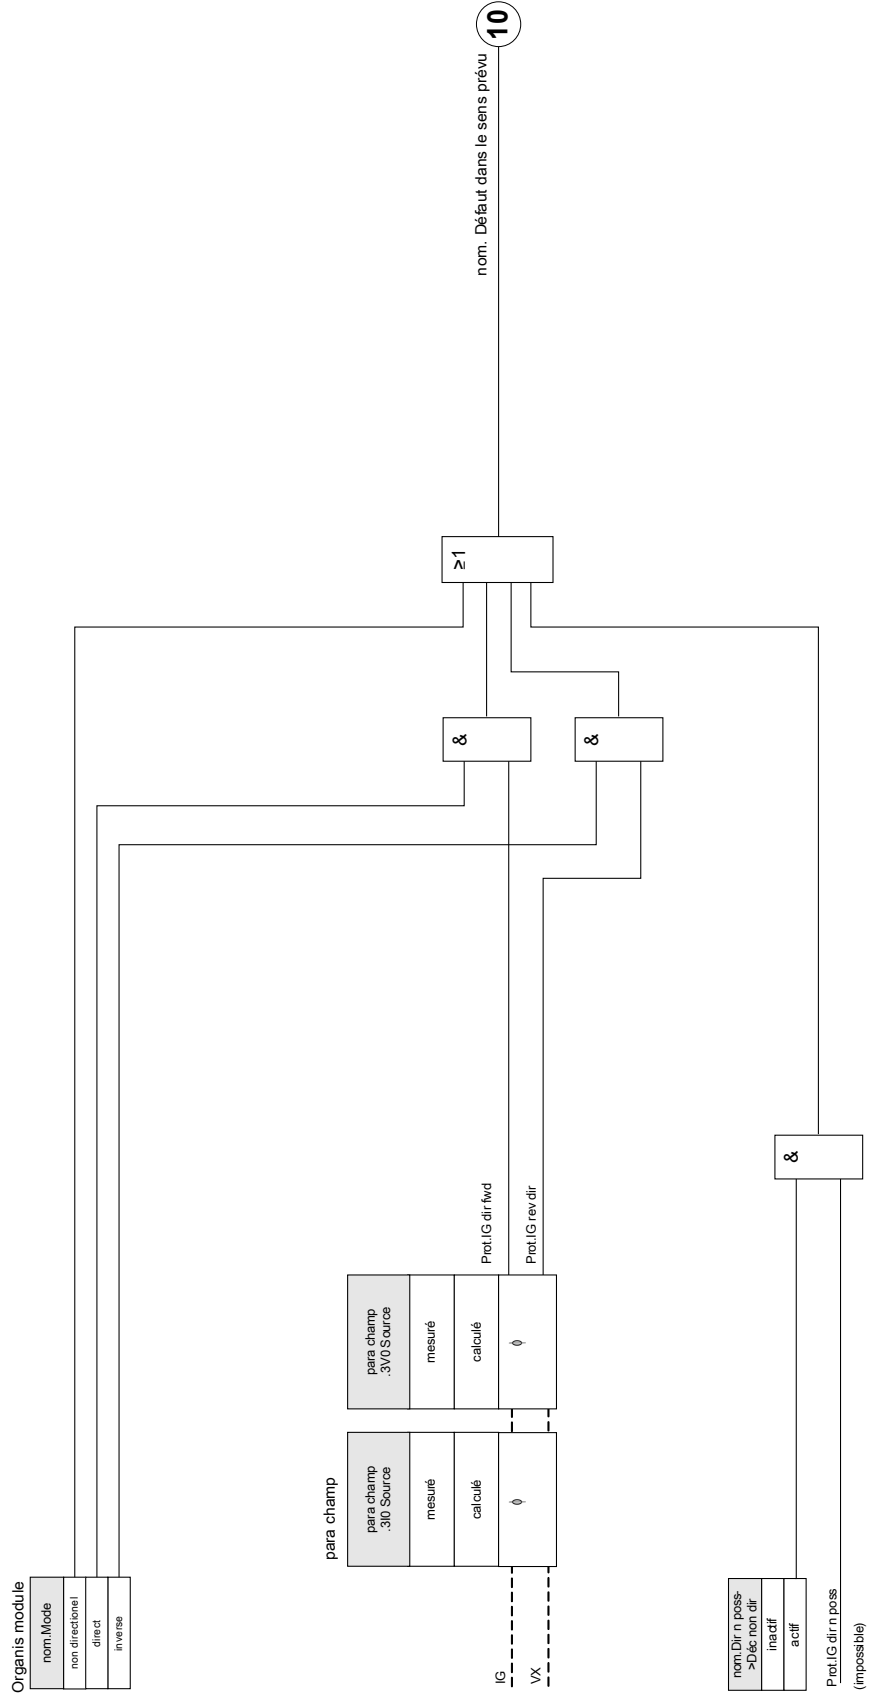 Organis module
nom.Mode
non directionel
direct
inverse
para champ
para champ
.3I0 Source
mesuré
calculé
ϕ
para champ
.3V0 Source
mesuré
calculé
ϕ
IG
VX
Prot.IG dir fwd
Prot.IG rev dir
nom.Dir n poss-
>Déc non dir
inactif
actif
Prot.IG dir n poss
(impossible)
&
&
&
≥1
nom. Défaut dans le sens prévu
10